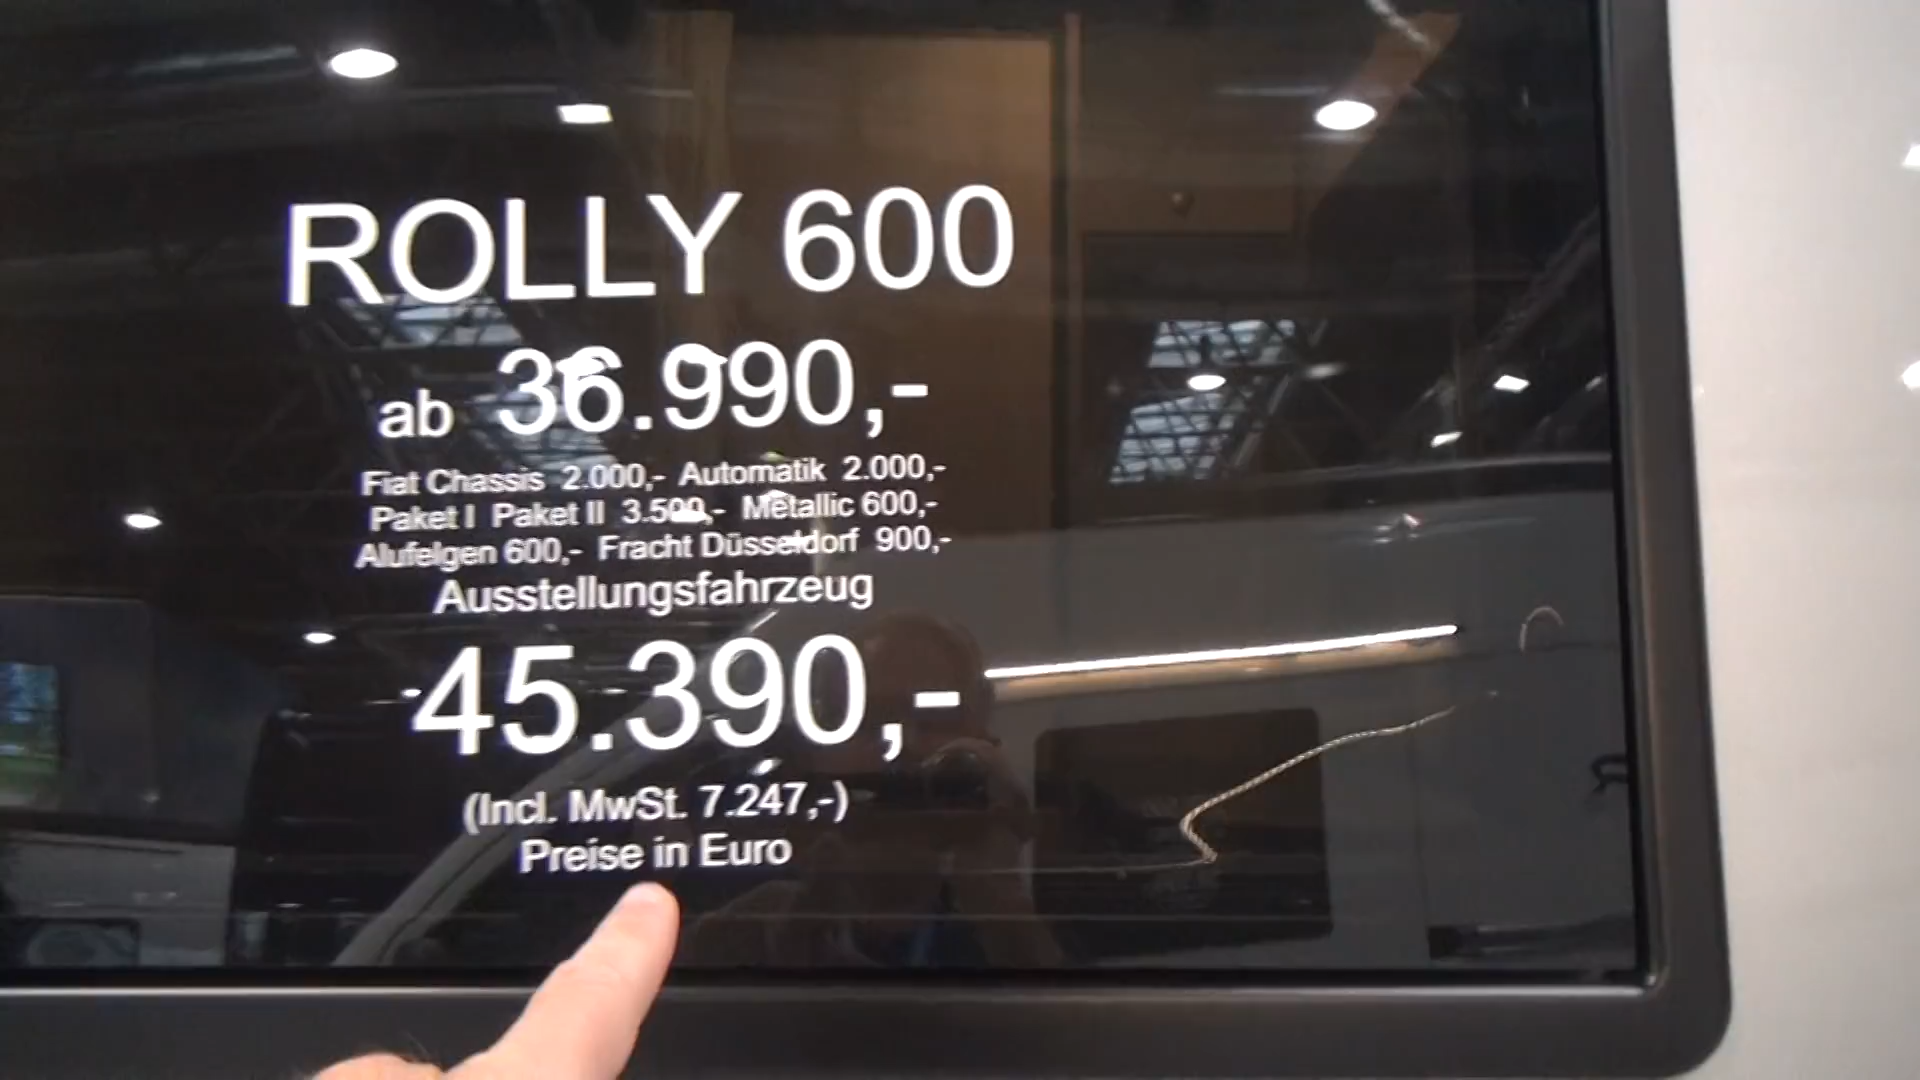 ROLLY 600
ab 36.990,-
Fiat Chassis 2.000,- Automatik 2.000,-
Paket I Paket II 3.500,- Metallic 600,-
Alufelgen 600,- Fracht Düsseldorf 900,-
Ausstellungsfahrzeug
45.390,-
(Incl. MwSt. 7.247,-)
Preise in Euro